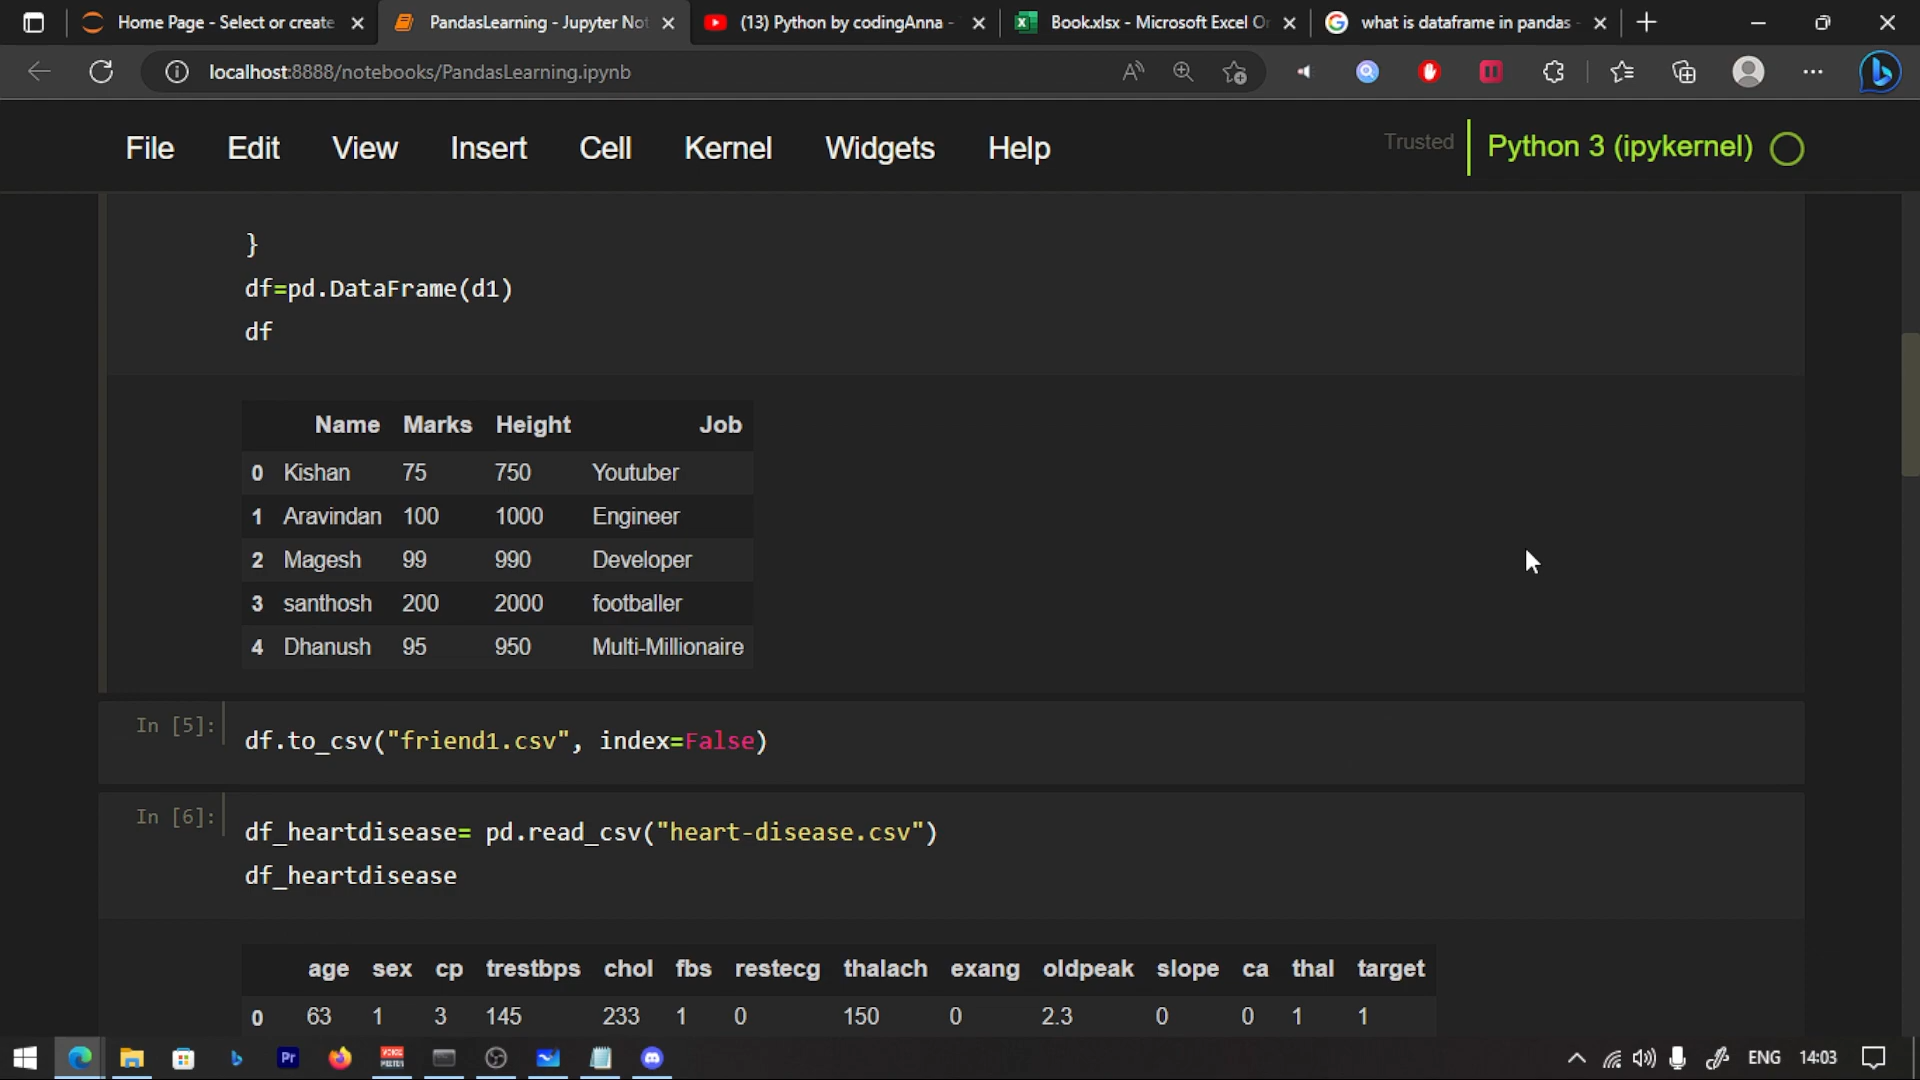 Home Page - Select or create
PandasLearning - Jupyter Not
(13) Python by codingAnna -
Book.xlsx - Microsoft Excel On
what is dataframe in pandas -
localhost:8888/notebooks/PandasLearning.ipynb
File Edit View Insert Cell Kernel Widgets Help
Trusted
Python 3 (ipykernel)
}
df=pd.DataFrame(d1)
df
Name Marks Height Job
0 Kishan 75 750 Youtuber
1 Aravindan 100 1000 Engineer
2 Magesh 99 990 Developer
3 santhosh 200 2000 footballer
4 Dhanush 95 950 Multi-Millionaire
In [5]: df.to_csv("friend1.csv", index=False)
In [6]: df_heartdisease= pd.read_csv("heart-disease.csv")
df_heartdisease
age sex cp trestbps chol fbs restecg thalach exang oldpeak slope ca thal target
0 63 1 3 145 233 1 0 150 0 2.3 0 0 1 1
Pr
ENG 14:03